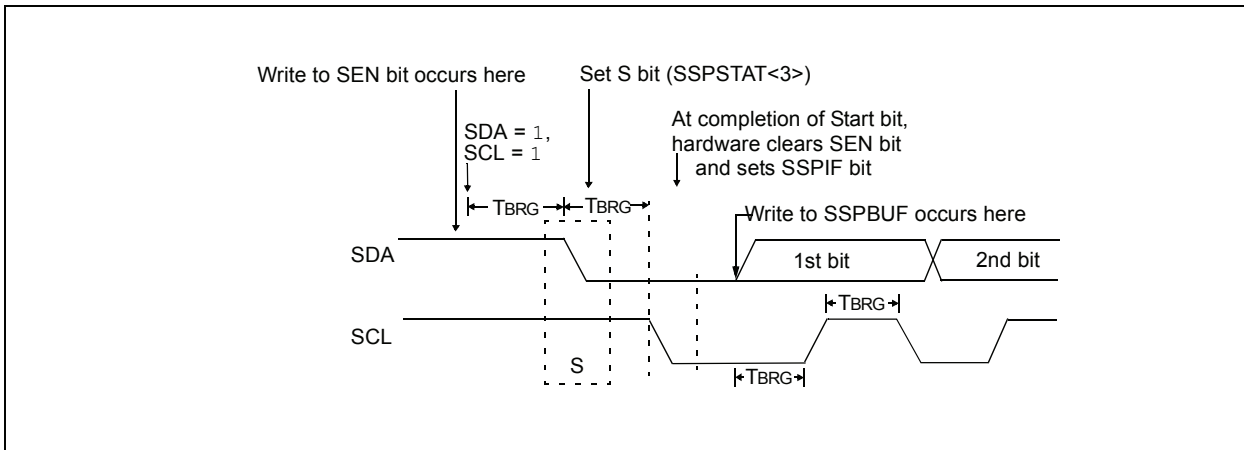 Write to SEN bit occurs here
Set S bit (SSPSTAT<3>)
At completion of Start bit,
hardware clears SEN bit
and sets SSPIF bit
SDA = 1,
SCL = 1
TBRG
TBRG
Write to SSPBUF occurs here
SDA
1st bit
2nd bit
TBRG
SCL
S
TBRG